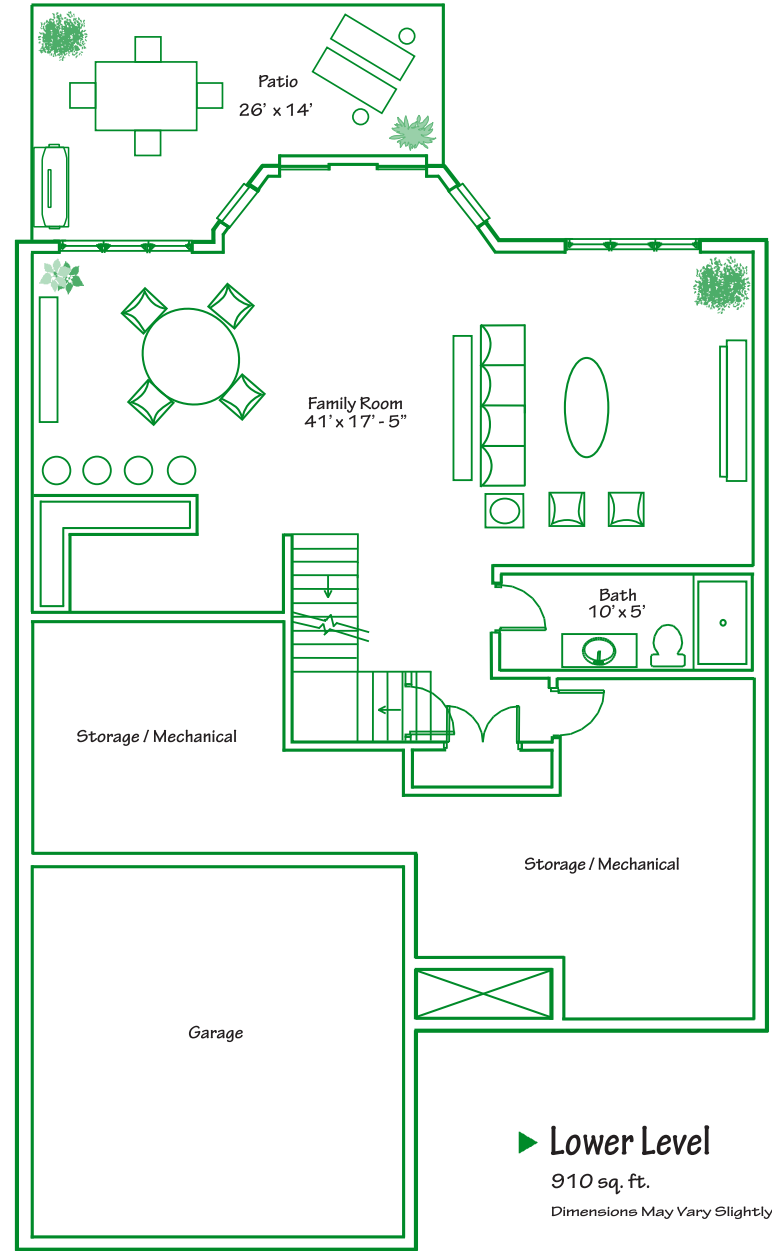 Patio
26' x 14'
Family Room
41' x 17' - 5"
Bath
10' x 5'
Storage / Mechanical
Storage / Mechanical
Garage
Lower Level
910 sq. ft.
Dimensions May Vary Slightly